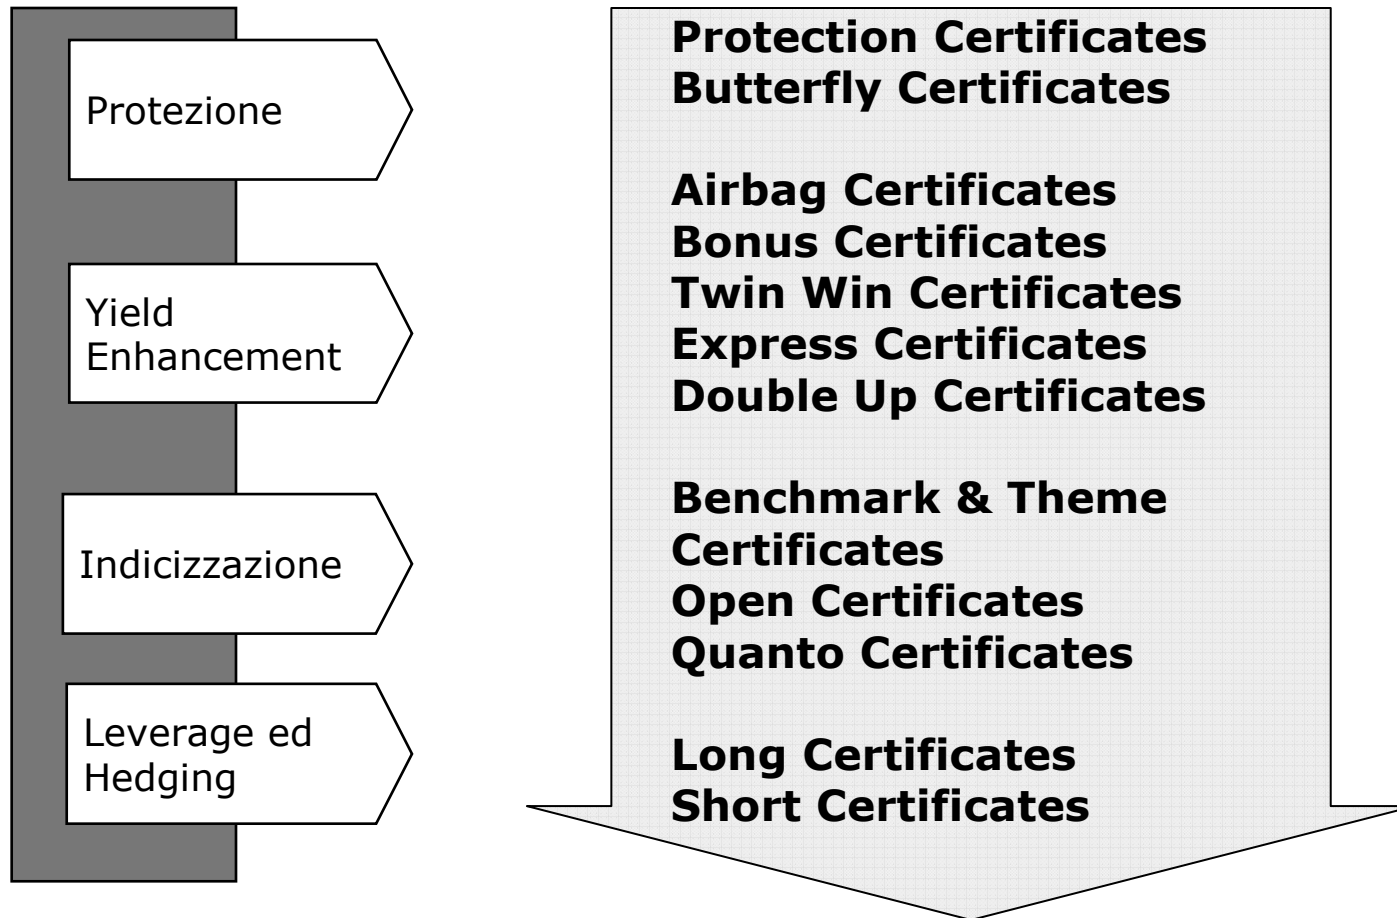 Protezione
Protection Certificates
Butterfly Certificates
Yield
Enhancement
Airbag Certificates
Bonus Certificates
Twin Win Certificates
Express Certificates
Double Up Certificates
Indicizzazione
Benchmark & Theme
Certificates
Open Certificates
Quanto Certificates
Leverage ed
Hedging
Long Certificates
Short Certificates